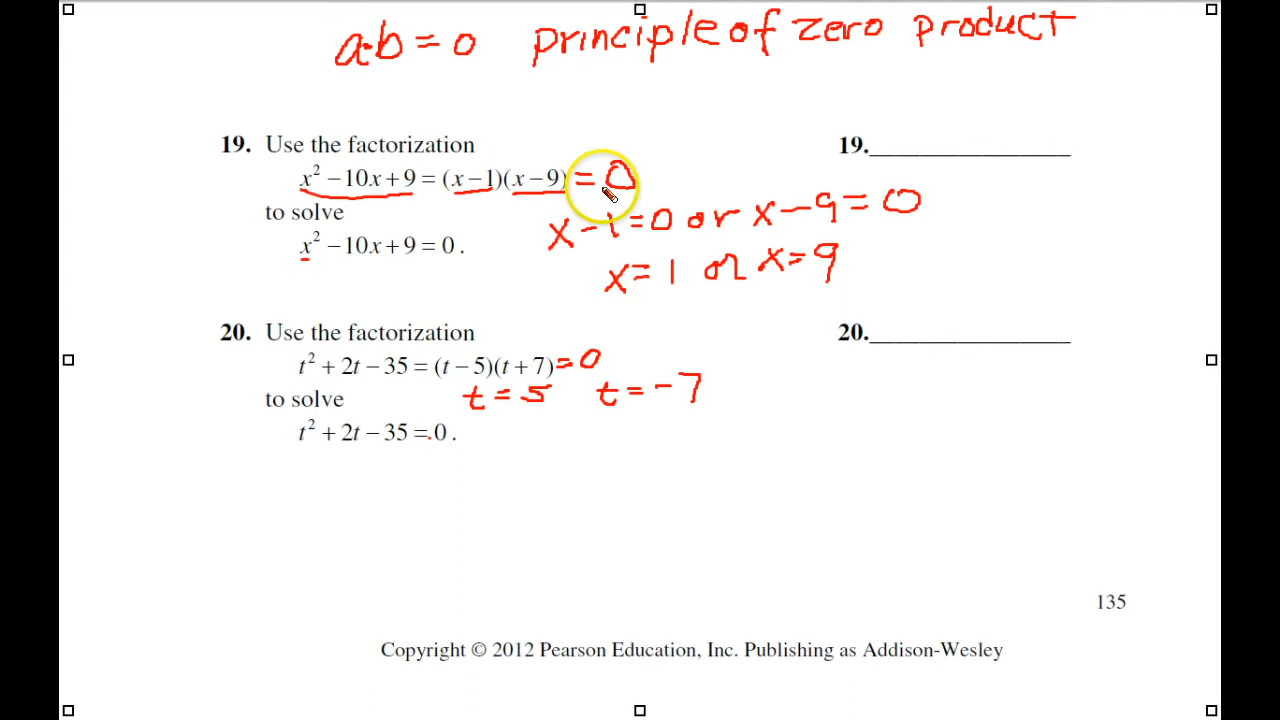 a·b = 0 principle of zero product
19. Use the factorization 19.__________________
x² − 10x + 9 = (x − 1)(x − 9) = 0
to solve x − 1 = 0 or x − 9 = 0
x² − 10x + 9 = 0 . x = 1 or x = 9
20. Use the factorization 20.__________________
t² + 2t − 35 = (t − 5)(t + 7) = 0
to solve t = 5 t = −7
t² + 2t − 35 = 0 .
135
Copyright © 2012 Pearson Education, Inc. Publishing as Addison-Wesley